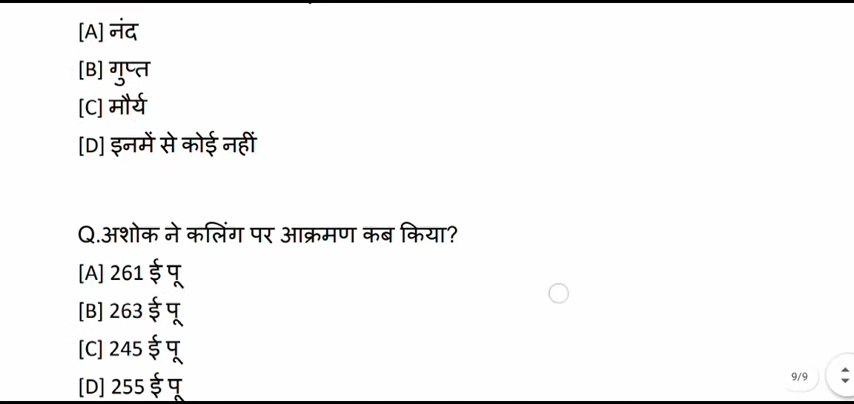 [A] नंद
[B] गुप्त
[C] मौर्य
[D] इनमें से कोई नहीं
Q.अशोक ने कलिंग पर आक्रमण कब किया?
[A] 261 ई पू
[B] 263 ई पू
[C] 245 ई पू
[D] 255 ई पू
9/9